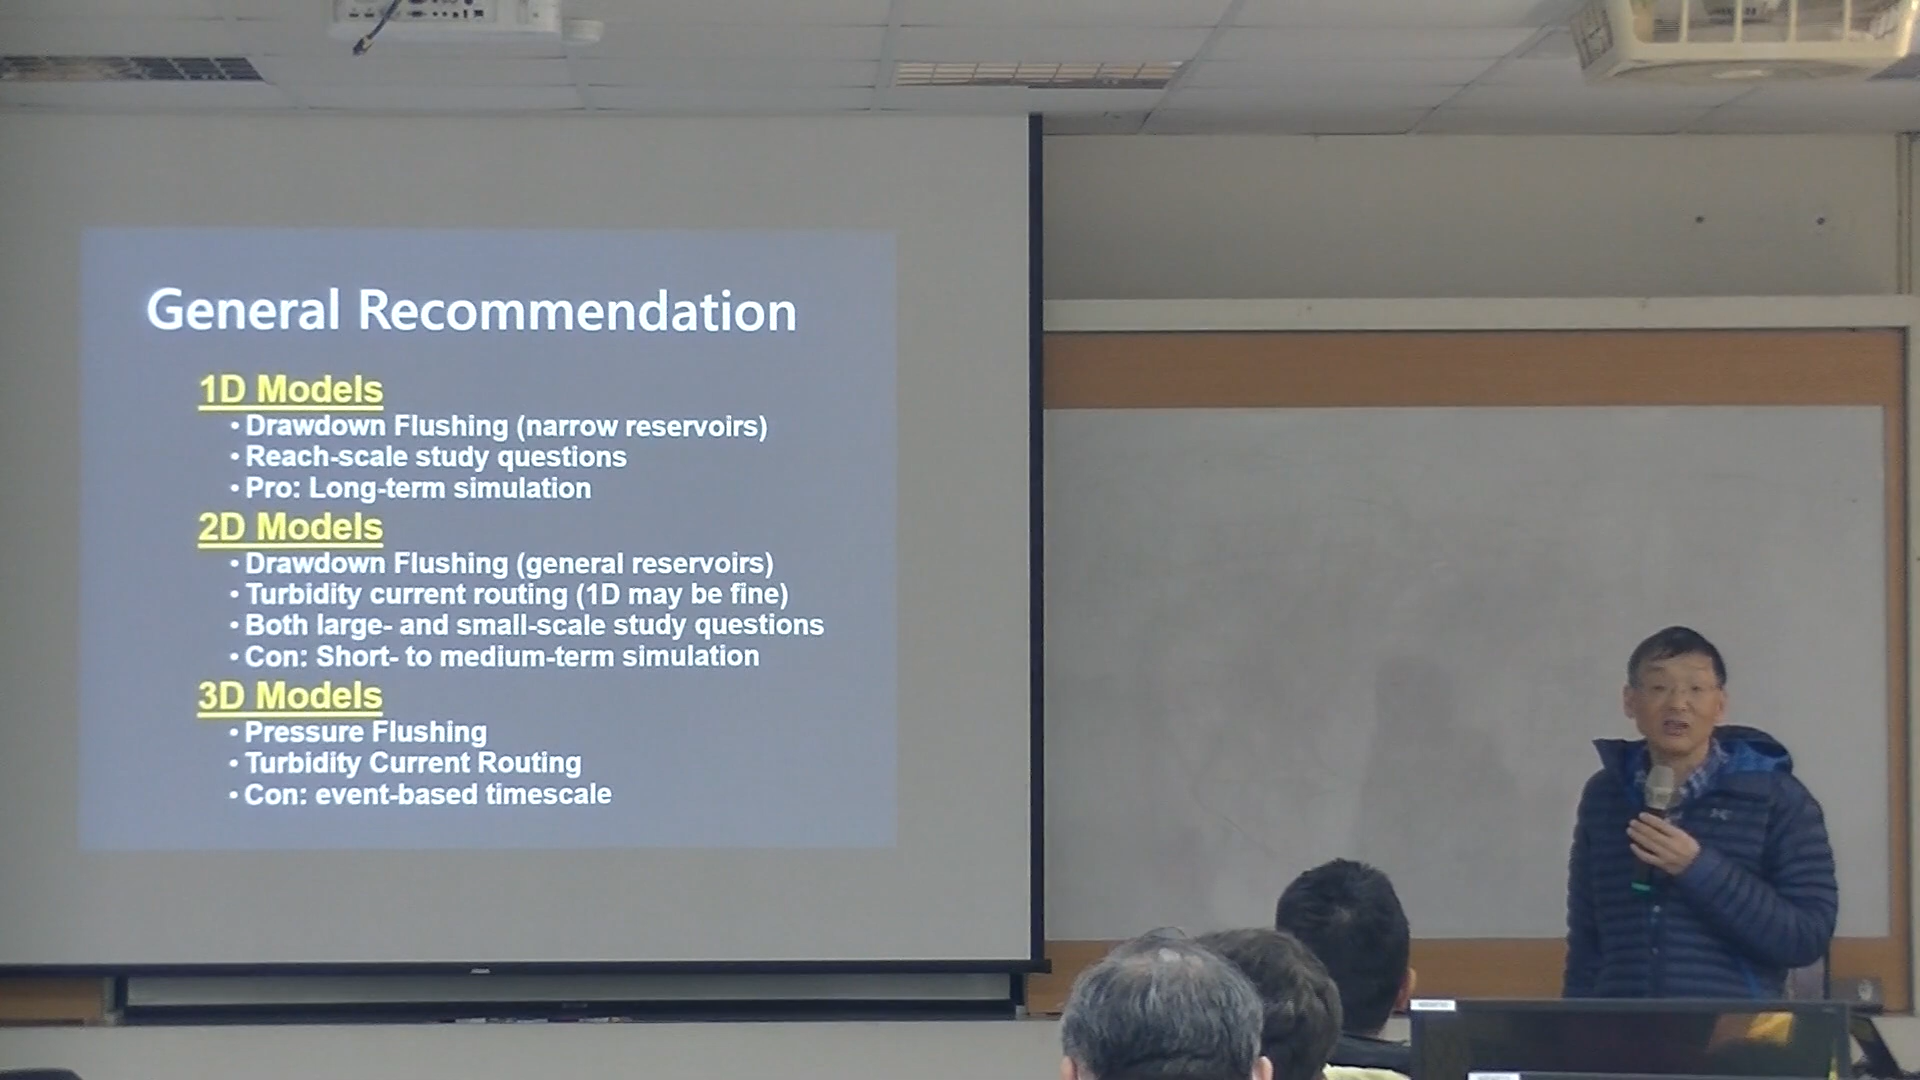 General Recommendation
1D Models
• Drawdown Flushing (narrow reservoirs)
• Reach-scale study questions
• Pro: Long-term simulation
2D Models
• Drawdown Flushing (general reservoirs)
• Turbidity current routing (1D may be fine)
• Both large- and small-scale study questions
• Con: Short- to medium-term simulation
3D Models
• Pressure Flushing
• Turbidity Current Routing
• Con: event-based timescale